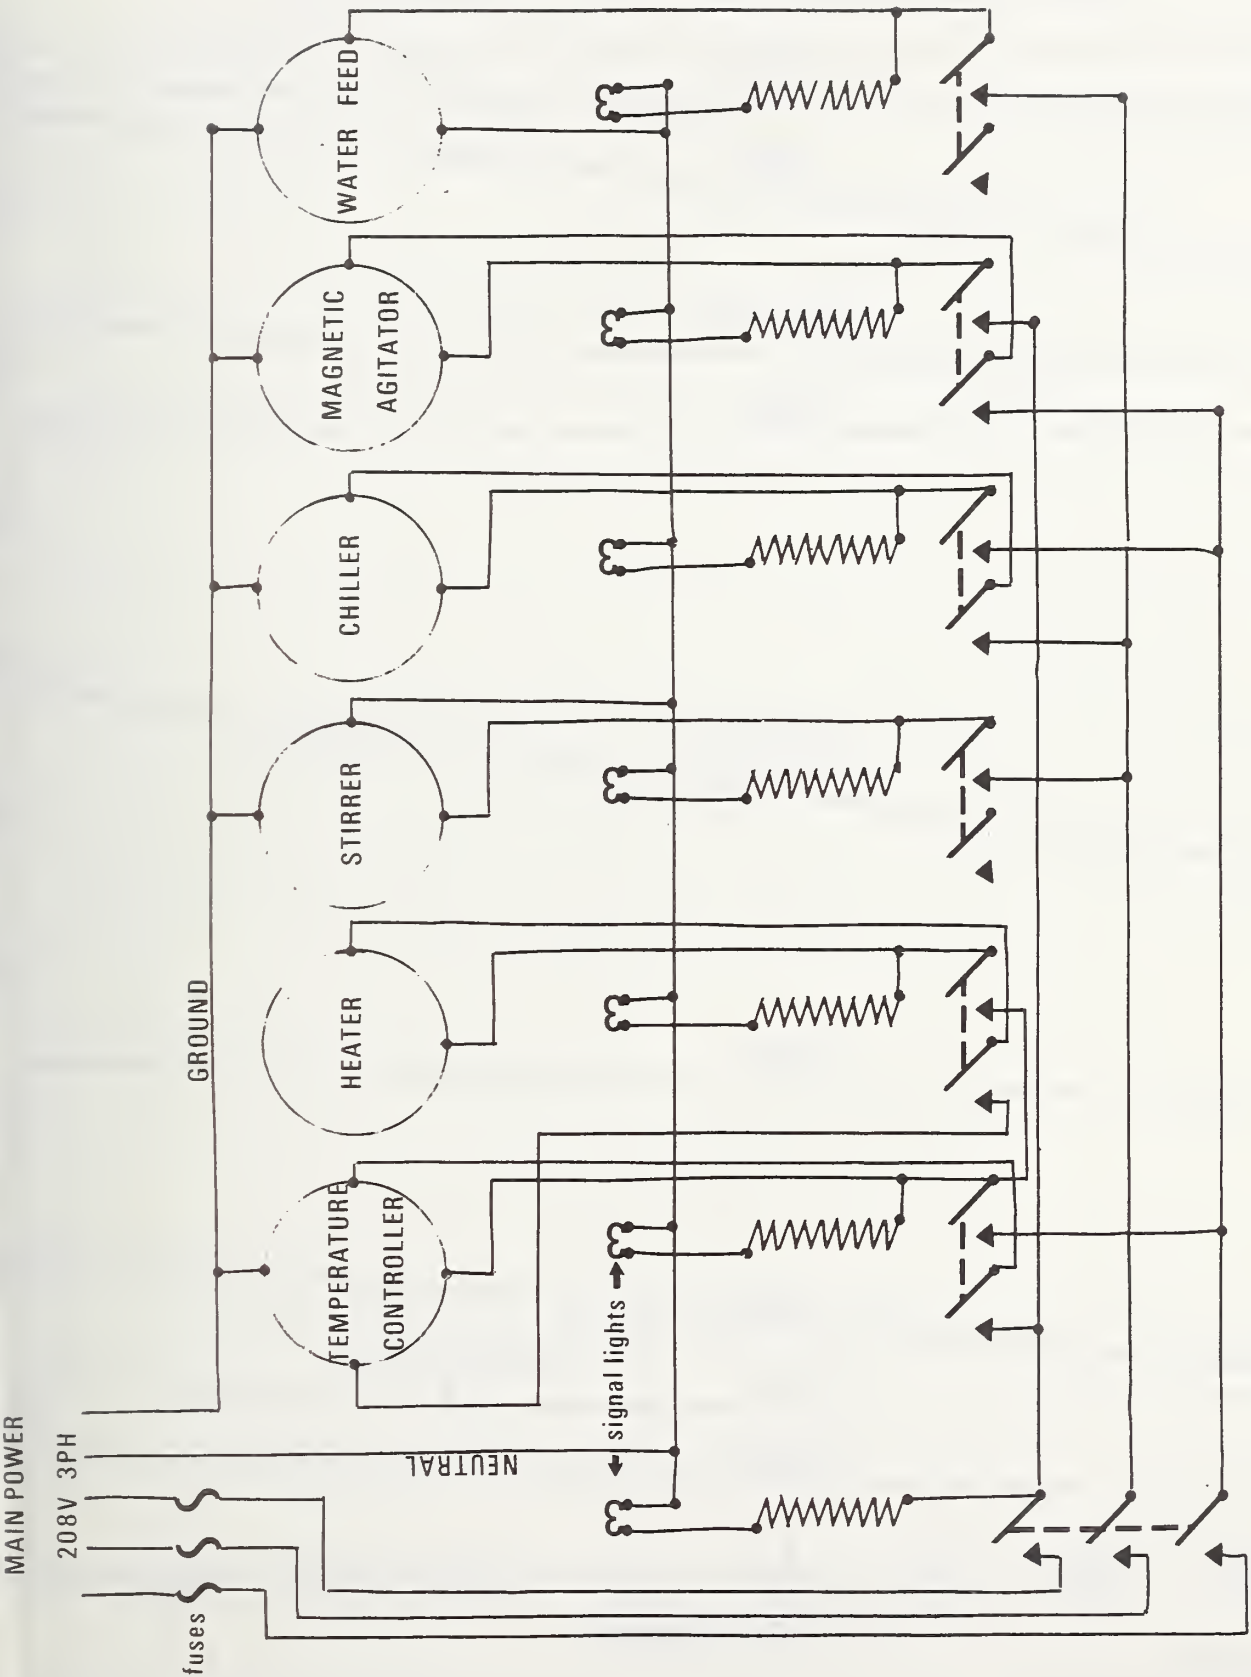 MAIN POWER
208V 3PH
fuses
GROUND
NEUTRAL
signal lights
TEMPERATURE
CONTROLLER
HEATER
STIRRER
CHILLER
MAGNETIC
AGITATOR
WATER FEED